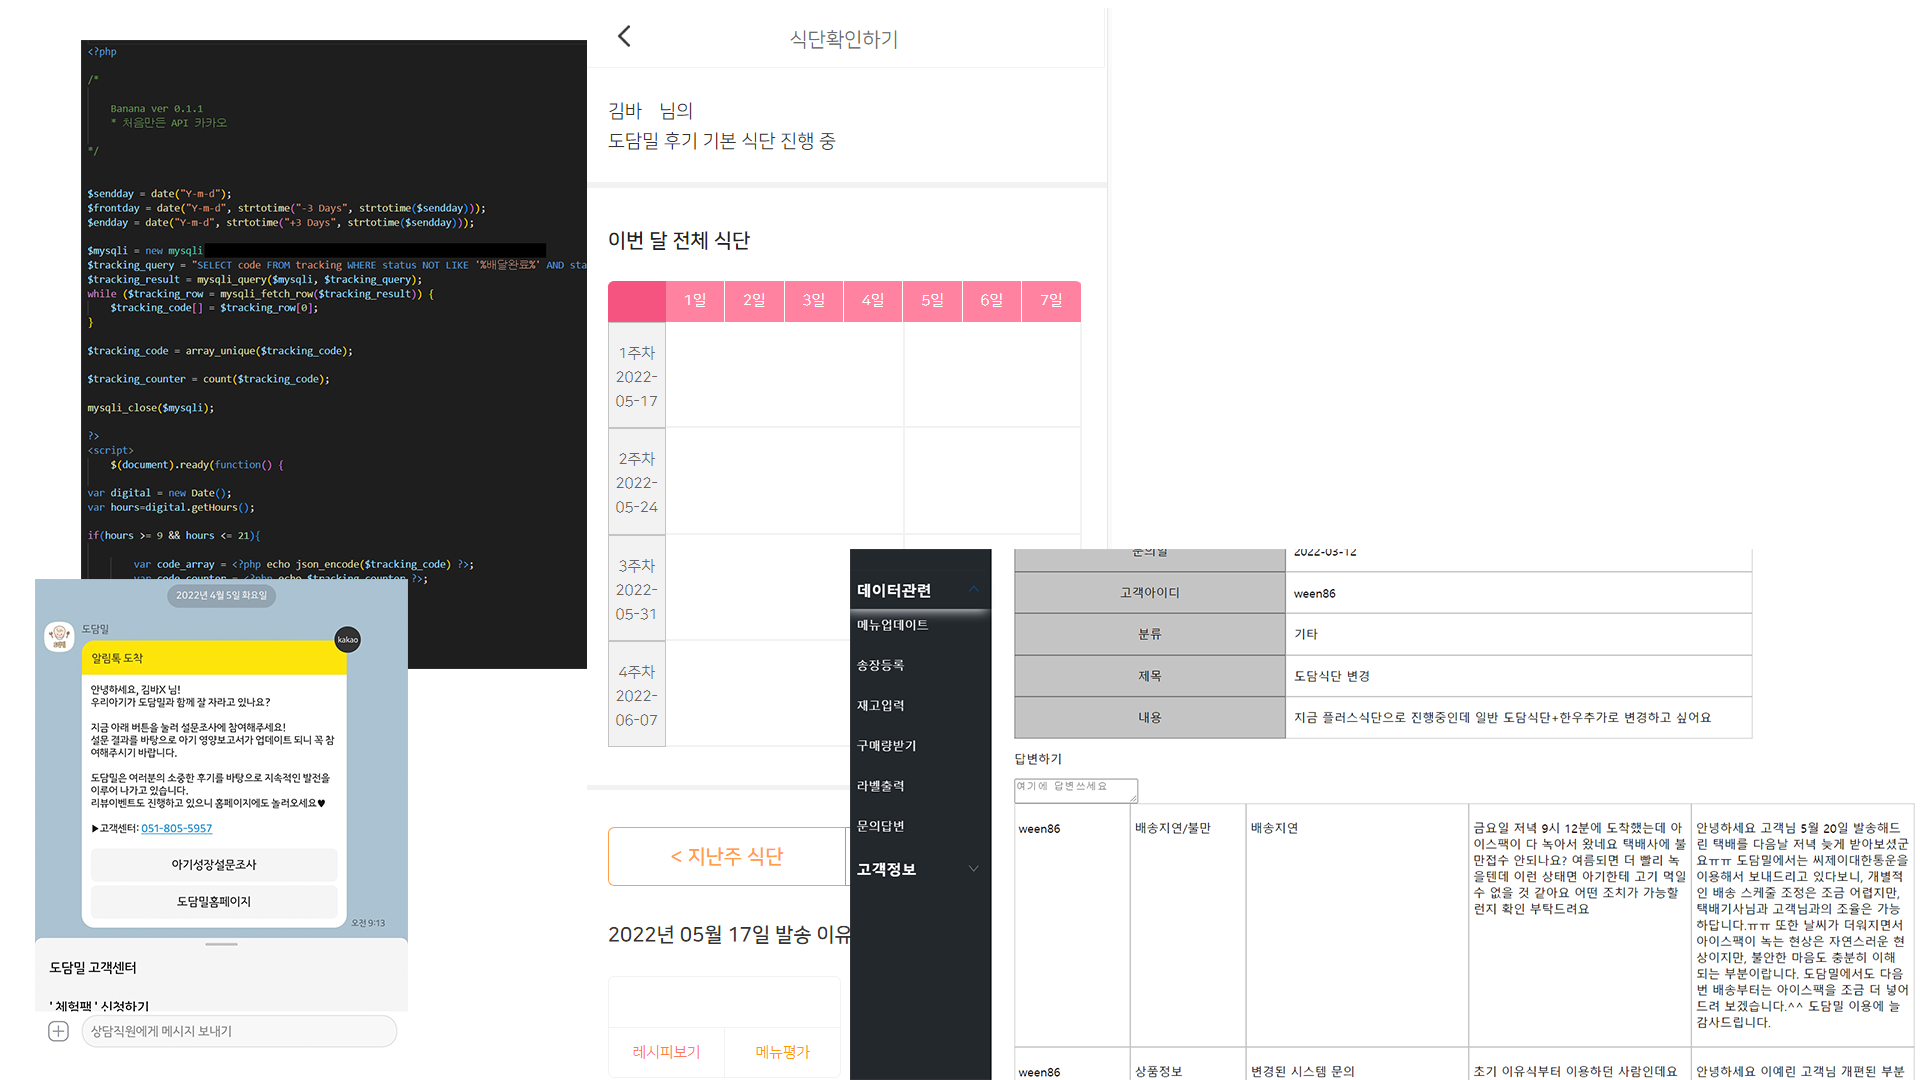 <?php
/*
Banana ver 0.1.1
* 처음만든 API 카카오
*/
$sendday = date("Y-m-d");
$frontday = date("Y-m-d", strtotime("-3 Days", strtotime($sendday)));
$endday = date("Y-m-d", strtotime("+3 Days", strtotime($sendday)));
$mysqli = new mysqli
$tracking_query = "SELECT code FROM tracking WHERE status NOT LIKE '%배달완료%' AND sta
$tracking_result = mysqli_query($mysqli, $tracking_query);
while ($tracking_row = mysqli_fetch_row($tracking_result)) {
$tracking_code[] = $tracking_row[0];
}
$tracking_code = array_unique($tracking_code);
$tracking_counter = count($tracking_code);
mysqli_close($mysqli);
?>
<script>
$(document).ready(function() {
var digital = new Date();
var hours=digital.getHours();
if(hours >= 9 && hours <= 21){
var code_array = <?php echo json_encode($tracking_code) ?>;
var code_counter = <?php echo $tracking_counter ?>;
2022년 4월 5일 화요일
도담밀
kakao
알림톡 도착
안녕하세요, 김바X 님!
우리아기가 도담밀과 함께 잘 자라고 있나요?
지금 아래 버튼을 눌러 설문조사에 참여해주세요!
설문 결과를 바탕으로 아기 영양보고서가 업데이트 되니 꼭 참
여해주시기 바랍니다.
도담밀은 여러분의 소중한 후기를 바탕으로 지속적인 발전을
이루어 나가고 있습니다.
리뷰이벤트도 진행하고 있으니 홈페이지에도 놀러오세요♥
▶고객센터: 051-805-5957
아기성장설문조사
도담밀홈페이지
오전 9:13
도담밀 고객센터
' 체험팩 ' 신청하기
상담직원에게 메시지 보내기
식단확인하기
김바 님의
도담밀 후기 기본 식단 진행 중
이번 달 전체 식단
1일 2일 3일 4일 5일 6일 7일
1주차
2022-
05-17
2주차
2022-
05-24
3주차
2022-
05-31
4주차
2022-
06-07
< 지난주 식단
2022년 05월 17일 발송 이유
레시피보기 메뉴평가
데이터관련
메뉴업데이트
송장등록
재고입력
구매량받기
라벨출력
문의답변
고객정보
문의일 2022-03-12
고객아이디 ween86
분류 기타
제목 도담식단 변경
내용 지금 플러스식단으로 진행중인데 일반 도담식단+한우추가로 변경하고 싶어요
답변하기
여기에 답변쓰세요
ween86
배송지연/불만
배송지연
금요일 저녁 9시 12분에 도착했는데 아
이스팩이 다 녹아서 왔네요 택배사에 불
만접수 안되나요? 여름되면 더 빨리 녹
을텐데 이런 상태면 아기한테 고기 먹일
수 없을 것 같아요 어떤 조치가 가능할
런지 확인 부탁드려요
안녕하세요 고객님 5월 20일 발송해드
린 택배를 다음날 저녁 늦게 받아보셨군
요ㅠㅠ 도담밀에서는 씨제이대한통운을
이용해서 보내드리고 있다보니, 개별적
인 배송 스케줄 조정은 조금 어렵지만,
택배기사님과 고객님과의 조율은 가능
하답니다.ㅠㅠ 또한 날씨가 더워지면서
아이스팩이 녹는 현상은 자연스러운 현
상이지만, 불안한 마음도 충분히 이해
되는 부분이랍니다. 도담밀에서도 다음
번 배송부터는 아이스팩을 조금 더 넣어
드려 보겠습니다.^^ 도담밀 이용에 늘
감사드립니다.
ween86
상품정보
변경된 시스템 문의
초기 이유식부터 이용하던 사람인데요
안녕하세요 이예린 고객님 개편된 부분